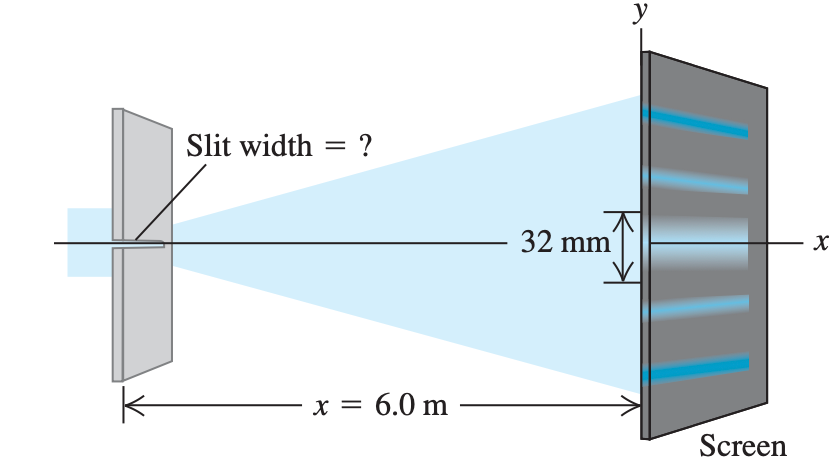 y
Slit width = ?
32 mm
x
x = 6.0 m
Screen